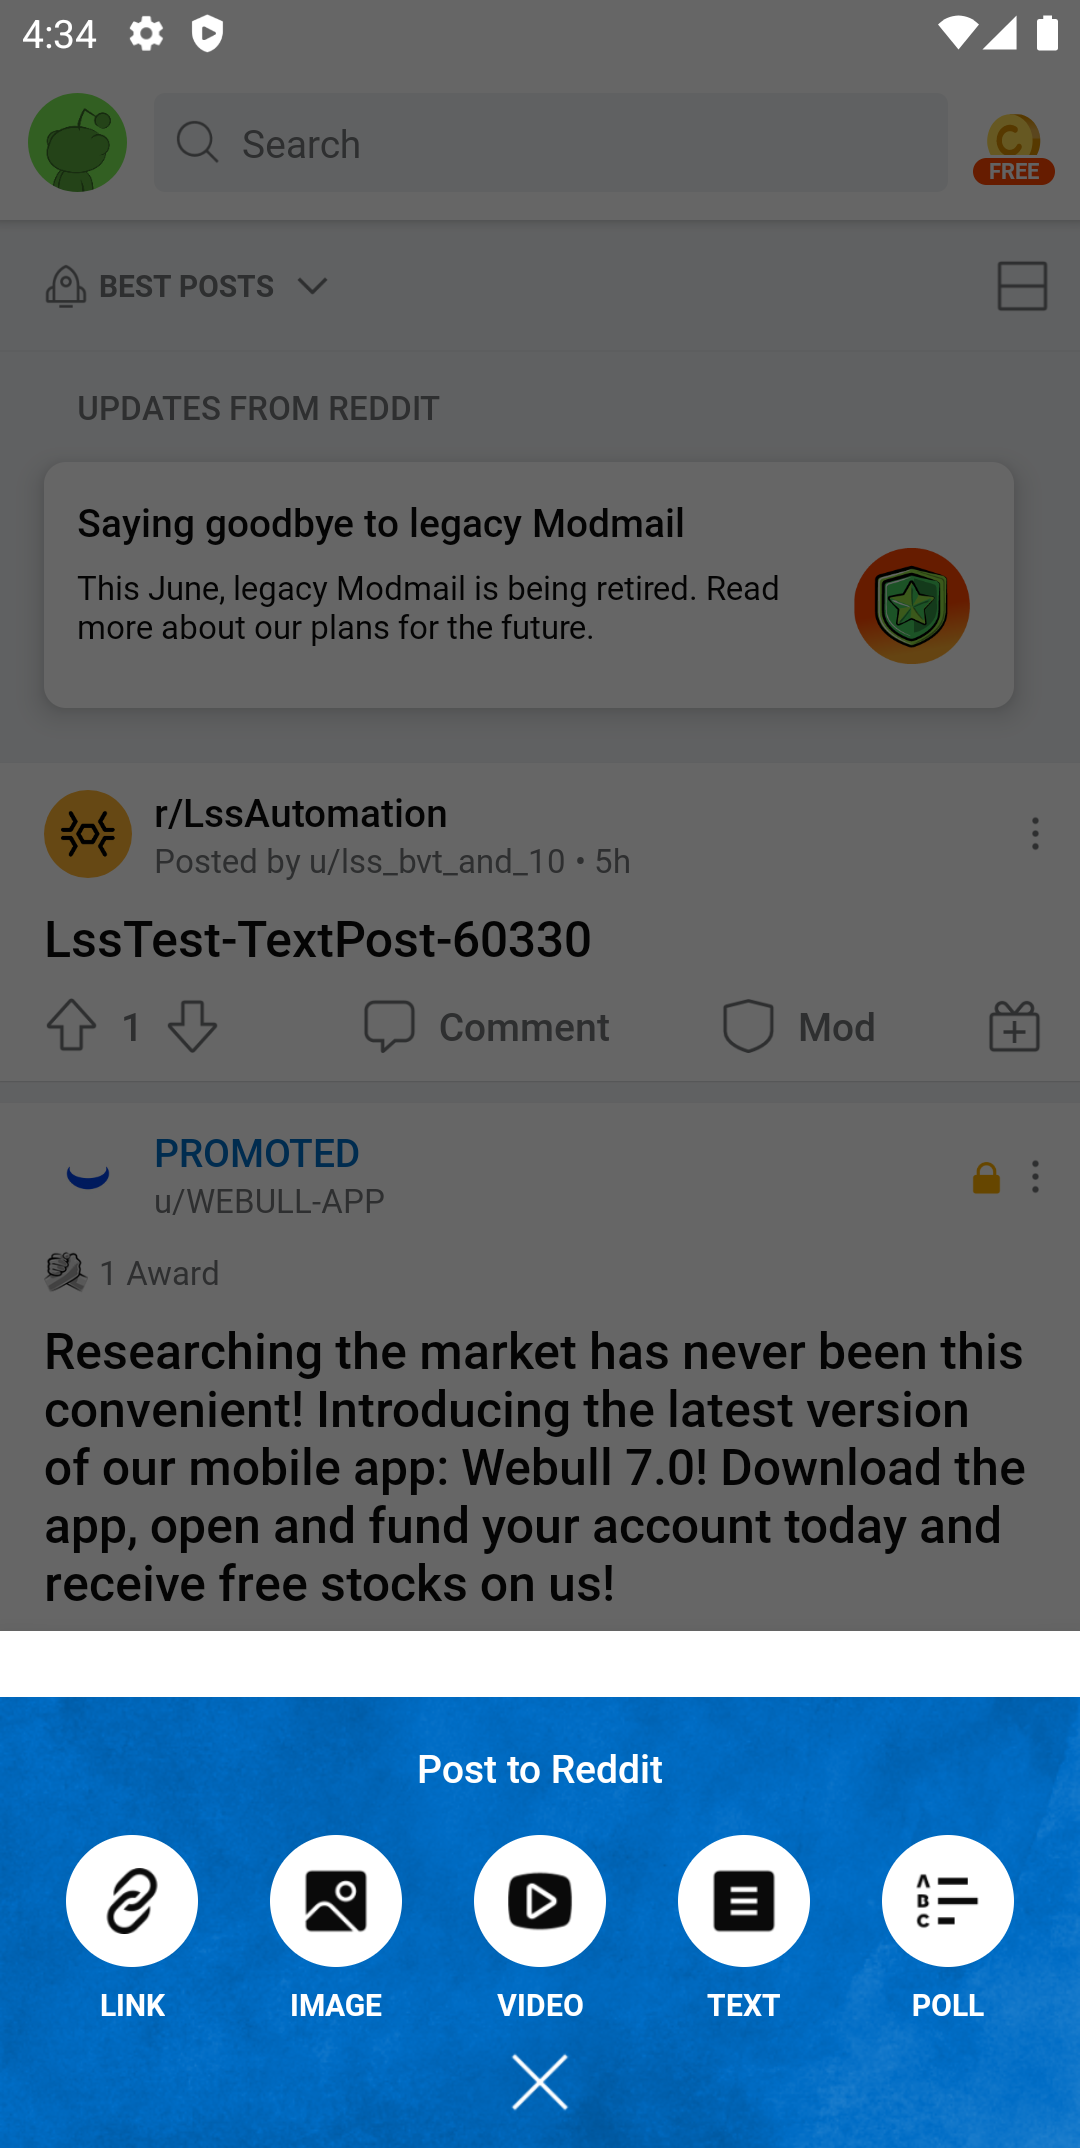 4:34
Search
C
FREE
BEST POSTS
UPDATES FROM REDDIT
Saying goodbye to legacy Modmail
This June, legacy Modmail is being retired. Read
more about our plans for the future.
r/LssAutomation
Posted by u/lss_bvt_and_10 • 5h
LssTest-TextPost-60330
1
Comment
Mod
PROMOTED
u/WEBULL-APP
1 Award
Researching the market has never been this
convenient! Introducing the latest version
of our mobile app: Webull 7.0! Download the
app, open and fund your account today and
receive free stocks on us!
Post to Reddit
A
B
C
LINK
IMAGE
VIDEO
TEXT
POLL